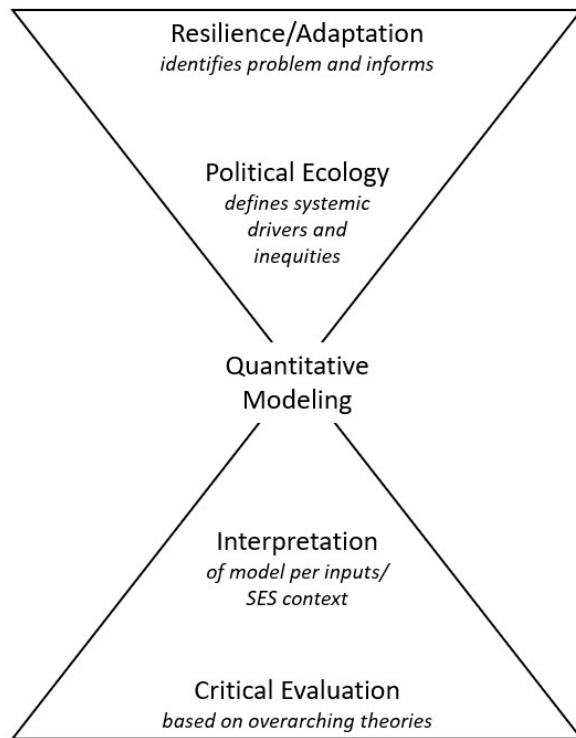 Resilience/Adaptation
identifies problem and informs
Political Ecology
defines systemic
drivers and
inequities
Quantitative
Modeling
Interpretation
of model per inputs/
SES context
Critical Evaluation
based on overarching theories